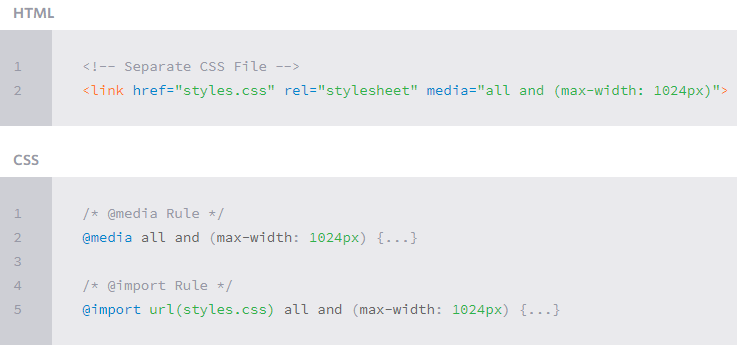 HTML
1 <!-- Separate CSS File -->
2 <link href="styles.css" rel="stylesheet" media="all and (max-width: 1024px)">
CSS
1 /* @media Rule */
2 @media all and (max-width: 1024px) {...}
3
4 /* @import Rule */
5 @import url(styles.css) all and (max-width: 1024px) {...}